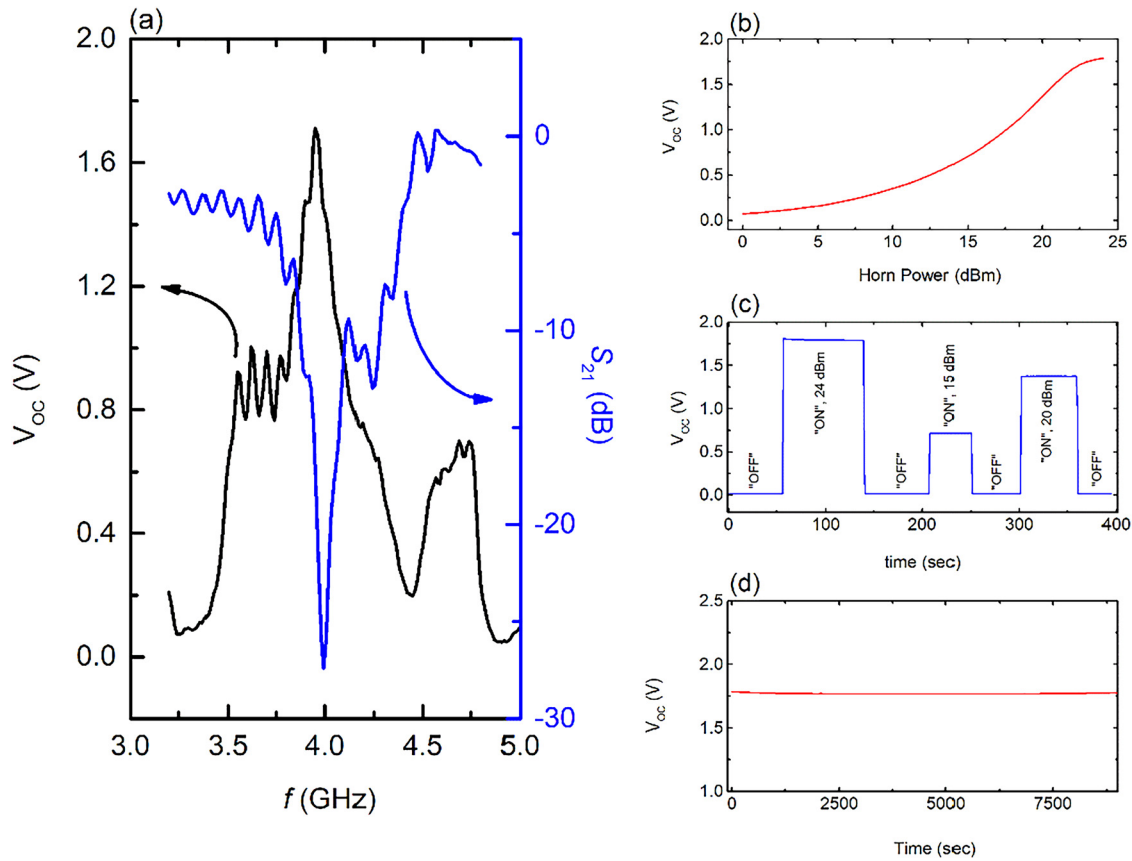 (a)
2.0
1.6
1.2
0.8
0.4
0.0
V_OC (V)
0
-10
-20
-30
S_21 (dB)
3.0 3.5 4.0 4.5 5.0
f (GHz)
(b)
2.0
1.5
1.0
0.5
0.0
V_OC (V)
0 5 10 15 20 25
Horn Power (dBm)
(c)
2.0
1.5
1.0
0.5
0.0
V_OC (V)
"OFF"
"ON", 24 dBm
"OFF"
"ON", 15 dBm
"OFF"
"ON", 20 dBm
"OFF"
0 100 200 300 400
time (sec)
(d)
2.5
2.0
1.5
1.0
V_OC (V)
0 2500 5000 7500
Time (sec)